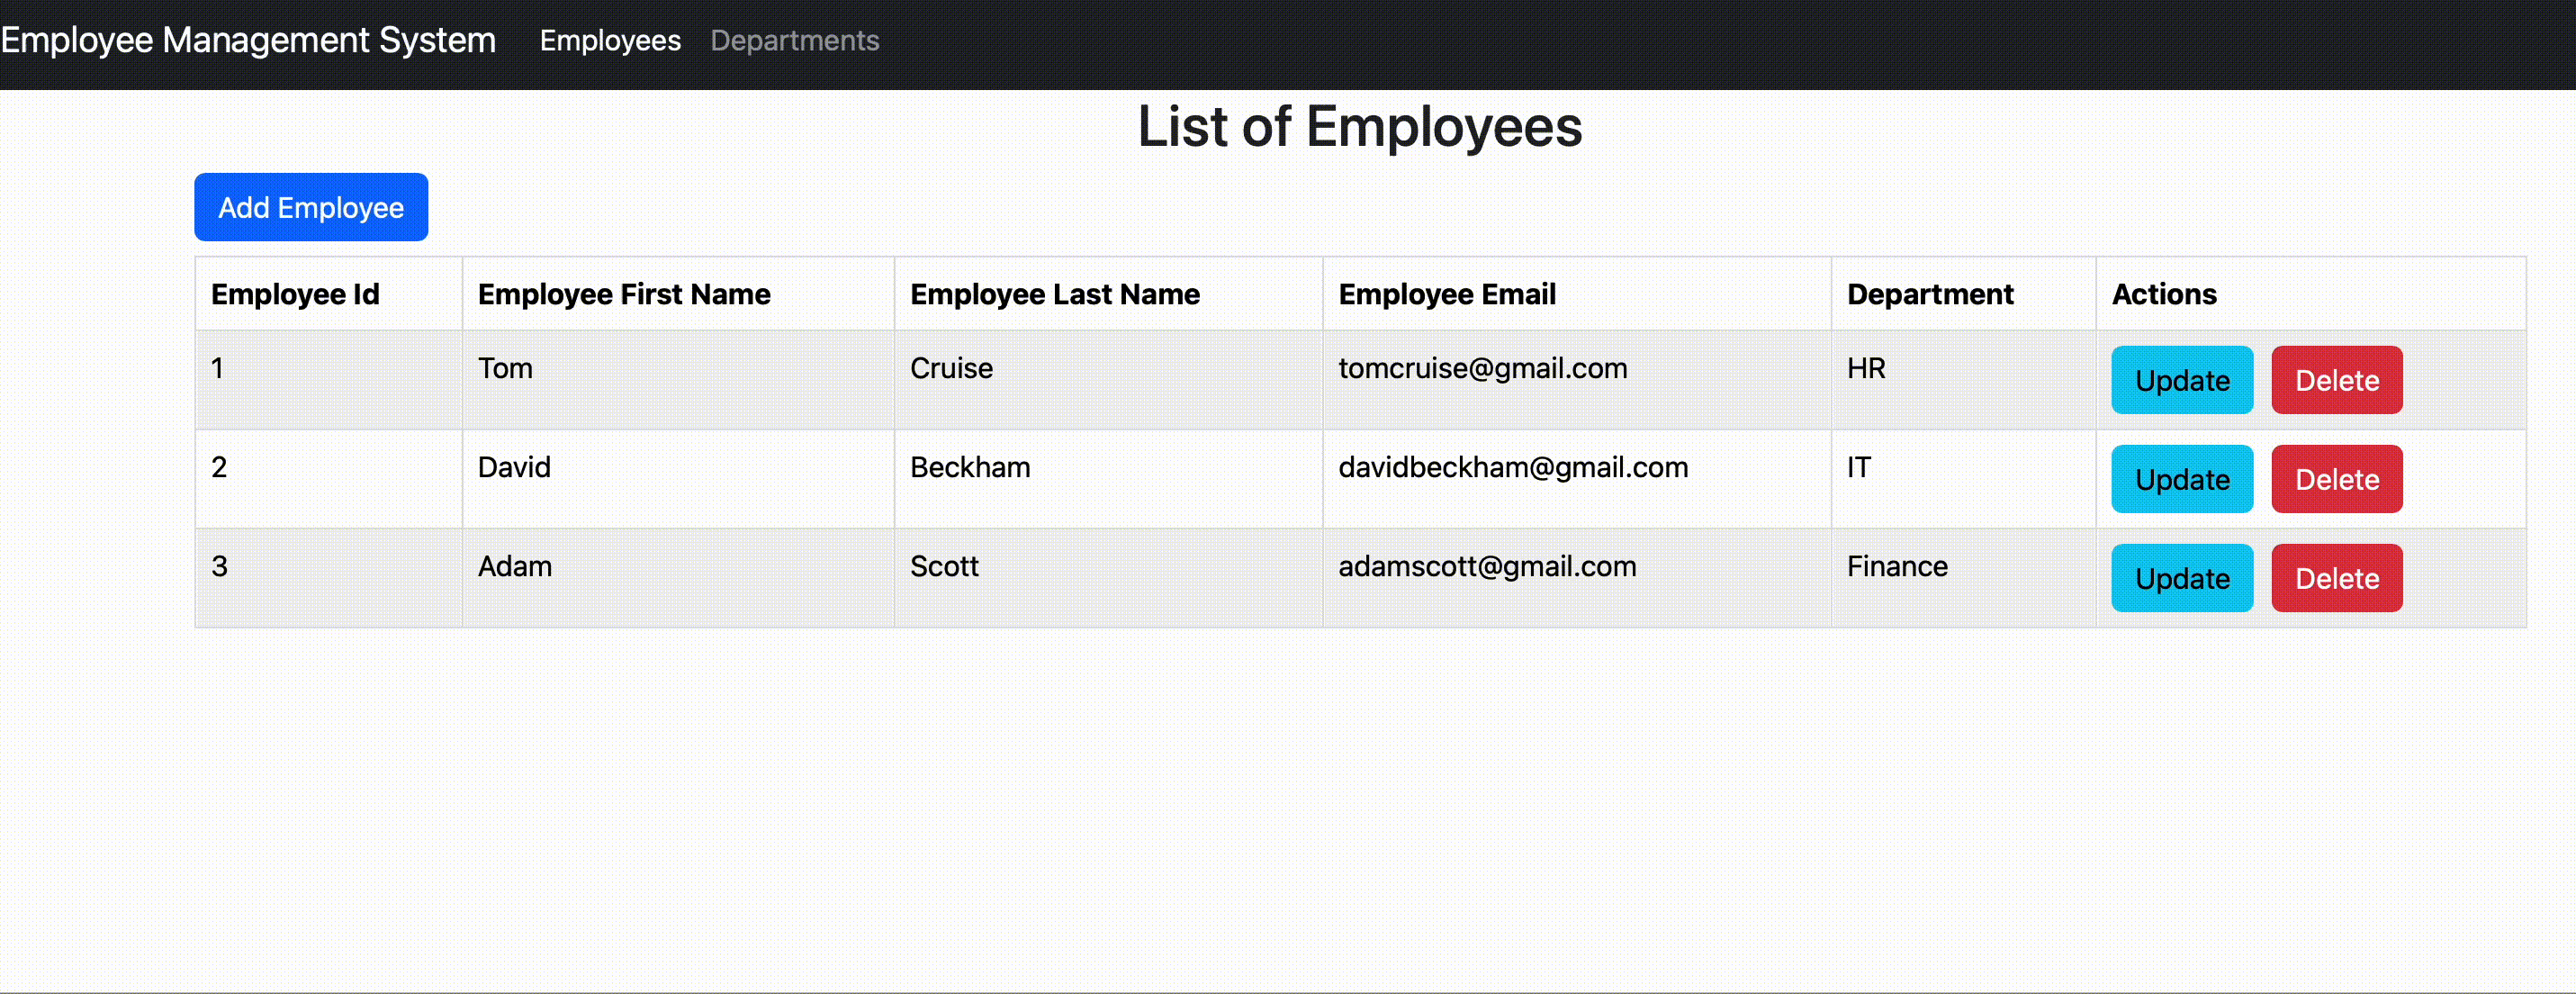 Employee Management System Employees Departments
List of Employees
Add Employee
Employee Id Employee First Name Employee Last Name Employee Email Department Actions
1 Tom Cruise tomcruise@gmail.com HR Update Delete
2 David Beckham davidbeckham@gmail.com IT Update Delete
3 Adam Scott adamscott@gmail.com Finance Update Delete